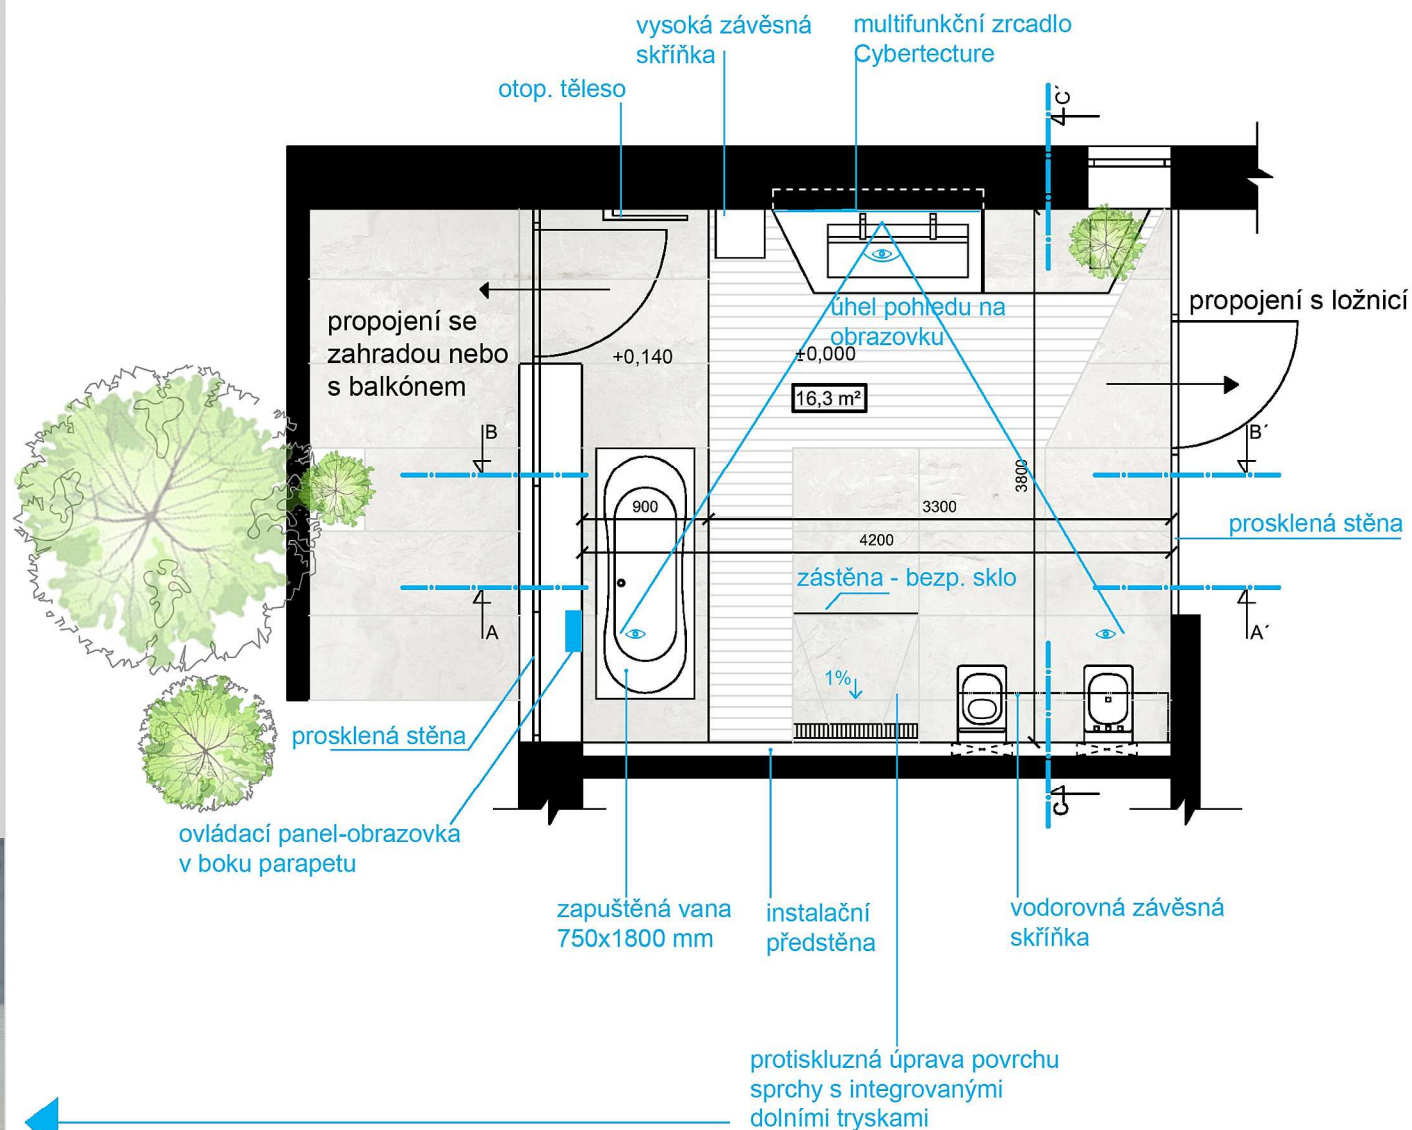 vysoká závěsná
skříňka
multifunkční zrcadlo
Cybertecture
otop. těleso
C´
propojení s ložnicí
propojení se
zahradou nebo
s balkónem
úhel pohledu na
obrazovku
+0,140
±0,000
16,3 m²
B
B´
3800
900
3300
4200
prosklená stěna
zástěna - bezp. sklo
A
A´
1%
prosklená stěna
C
ovládací panel-obrazovka
v boku parapetu
zapuštěná vana
750x1800 mm
instalační
předstěna
vodorovná závěsná
skříňka
protiskluzná úprava povrchu
sprchy s integrovanými
dolními tryskami